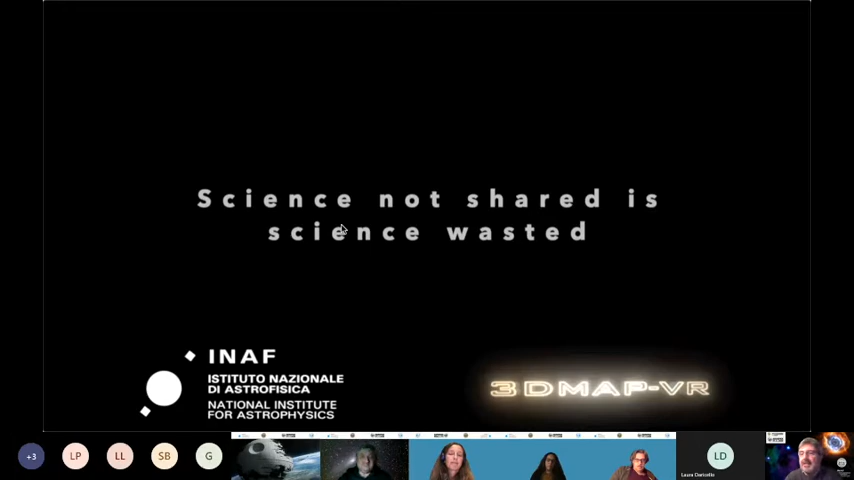 Science not shared is
science wasted
INAF
ISTITUTO NAZIONALE
DI ASTROFISICA
NATIONAL INSTITUTE
FOR ASTROPHYSICS
3DMAP-VR
+3
LP
LL
SB
G
LD